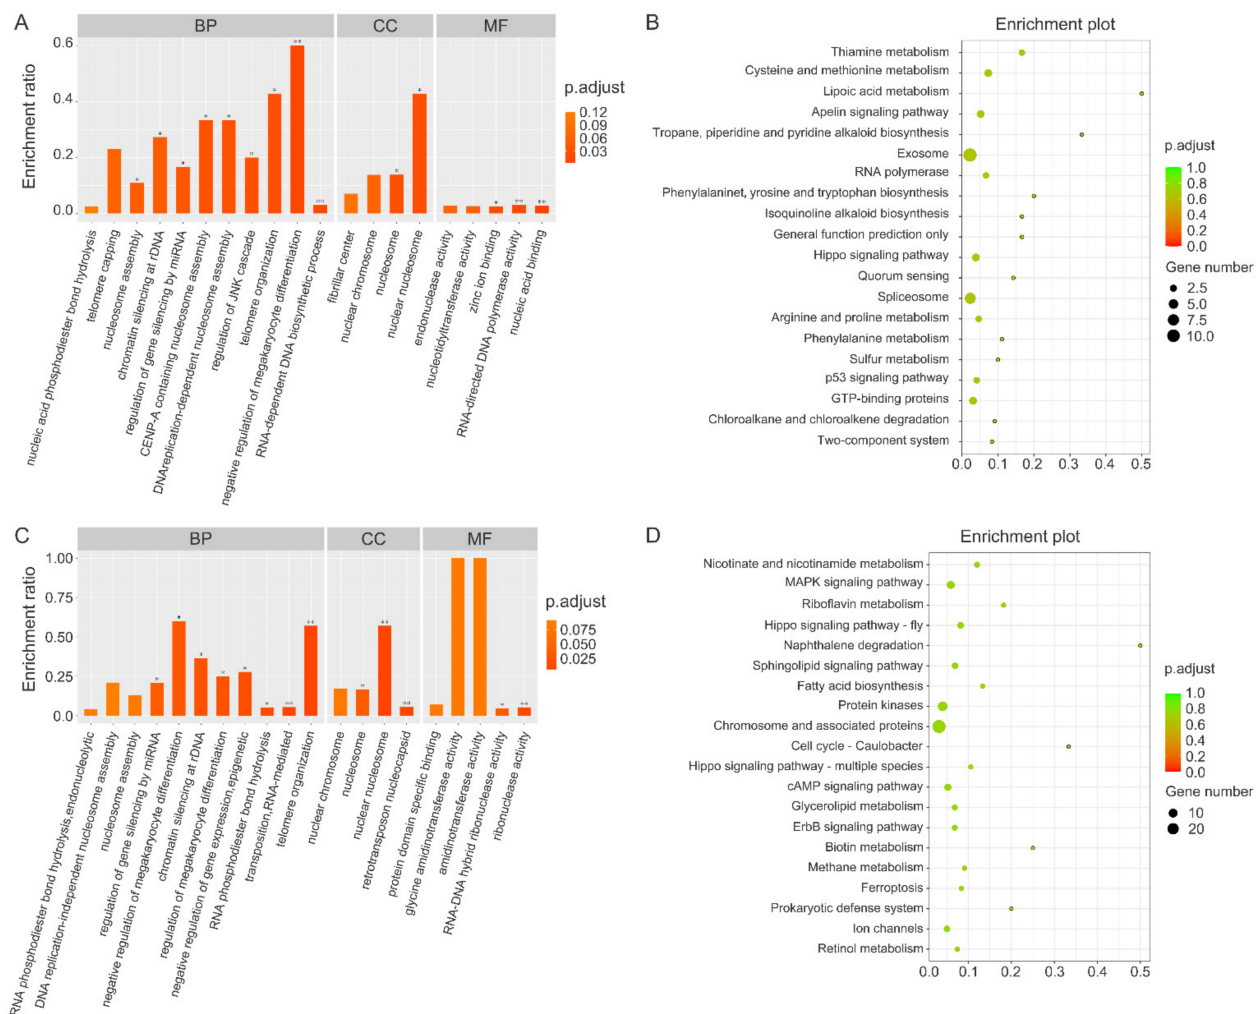 A
BP
CC
MF
Enrichment ratio
0.6
0.4
0.2
0.0
p.adjust
0.12
0.09
0.06
0.03
nucleic acid phosphodiester bond hydrolysis
telomere capping
nucleosome assembly
chromatin silencing at rDNA
regulation of gene silencing by miRNA
CENP-A containing nucleosome assembly
DNAreplication-dependent nucleosome assembly
regulation of JNK cascade
telomere organization
negative regulation of megakaryocyte differentiation
RNA-dependent DNA biosynthetic process
fibrillar center
nuclear chromosome
nucleosome
nuclear nucleosome
endonuclease activity
nucleotidyltransferase activity
zinc ion binding
RNA-directed DNA polymerase activity
nucleic acid binding
B
Enrichment plot
Thiamine metabolism
Cysteine and methionine metabolism
Lipoic acid metabolism
Apelin signaling pathway
Tropane, piperidine and pyridine alkaloid biosynthesis
Exosome
RNA polymerase
Phenylalaninet, yrosine and tryptophan biosynthesis
Isoquinoline alkaloid biosynthesis
General function prediction only
Hippo signaling pathway
Quorum sensing
Spliceosome
Arginine and proline metabolism
Phenylalanine metabolism
Sulfur metabolism
p53 signaling pathway
GTP-binding proteins
Chloroalkane and chloroalkene degradation
Two-component system
0.0 0.1 0.2 0.3 0.4 0.5
p.adjust
1.0
0.8
0.6
0.4
0.2
0.0
Gene number
2.5
5.0
7.5
10.0
C
BP
CC
MF
Enrichment ratio
1.00
0.75
0.50
0.25
0.0
p.adjust
0.075
0.050
0.025
RNA phosphodiester bond hydrolysis,endonucleolytic
DNA replication-independent nucleosome assembly
nucleosome assembly
regulation of gene silencing by miRNA
negative regulation of megakaryocyte differentiation
chromatin silencing at rDNA
regulation of megakaryocyte differentiation
negative regulation of gene expression,epigenetic
RNA phosphodiester bond hydrolysis
transposition,RNA-mediated
telomere organization
nuclear chromosome
nucleosome
nuclear nucleosome
retrotransposon nucleocapsid
protein domain specific binding
glycine amidinotransferase activity
amidinotransferase activity
RNA-DNA hybrid ribonuclease activity
ribonuclease activity
D
Enrichment plot
Nicotinate and nicotinamide metabolism
MAPK signaling pathway
Riboflavin metabolism
Hippo signaling pathway - fly
Naphthalene degradation
Sphingolipid signaling pathway
Fatty acid biosynthesis
Protein kinases
Chromosome and associated proteins
Cell cycle - Caulobacter
Hippo signaling pathway - multiple species
cAMP signaling pathway
Glycerolipid metabolism
ErbB signaling pathway
Biotin metabolism
Methane metabolism
Ferroptosis
Prokaryotic defense system
Ion channels
Retinol metabolism
0.0 0.1 0.2 0.3 0.4 0.5
p.adjust
1.0
0.8
0.6
0.4
0.2
0.0
Gene number
10
20